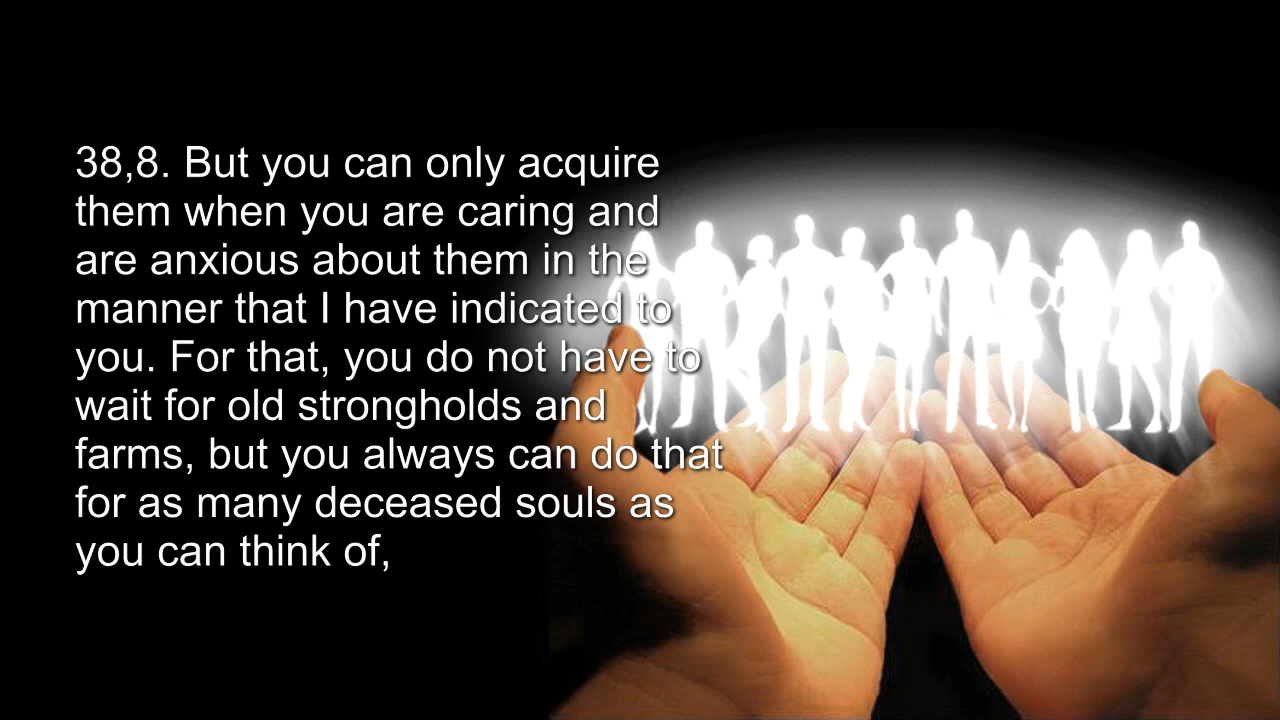 38,8. But you can only acquire
them when you are caring and
are anxious about them in the
manner that I have indicated to
you. For that, you do not have to
wait for old strongholds and
farms, but you always can do that
for as many deceased souls as
you can think of,